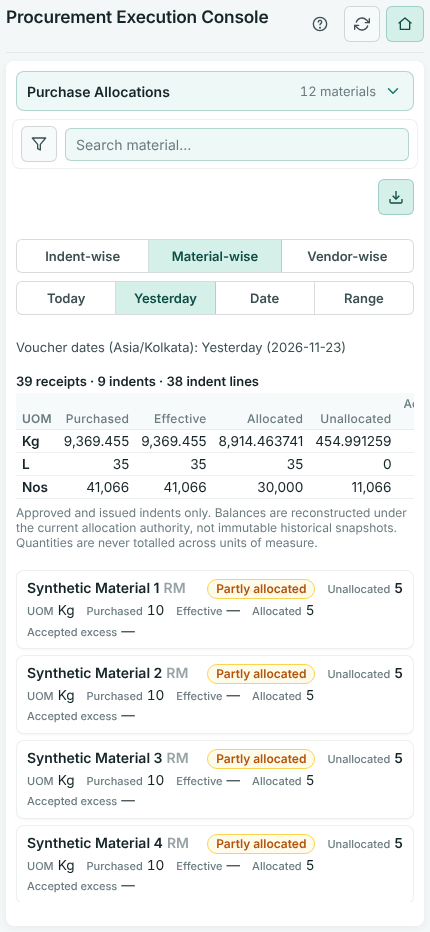 Procurement Execution Console
Purchase Allocations 12 materials
Search material...
Indent-wise Material-wise Vendor-wise
Today Yesterday Date Range
Voucher dates (Asia/Kolkata): Yesterday (2026-11-23)
39 receipts · 9 indents · 38 indent lines
UOM Purchased Effective Allocated Unallocated
Kg 9,369.455 9,369.455 8,914.463741 454.991259
L 35 35 35 0
Nos 41,066 41,066 30,000 11,066
Approved and issued indents only. Balances are reconstructed under
the current allocation authority, not immutable historical snapshots.
Quantities are never totalled across units of measure.
Synthetic Material 1 RM Partly allocated Unallocated 5
UOM Kg Purchased 10 Effective — Allocated 5
Accepted excess —
Synthetic Material 2 RM Partly allocated Unallocated 5
UOM Kg Purchased 10 Effective — Allocated 5
Accepted excess —
Synthetic Material 3 RM Partly allocated Unallocated 5
UOM Kg Purchased 10 Effective — Allocated 5
Accepted excess —
Synthetic Material 4 RM Partly allocated Unallocated 5
UOM Kg Purchased 10 Effective — Allocated 5
Accepted excess —